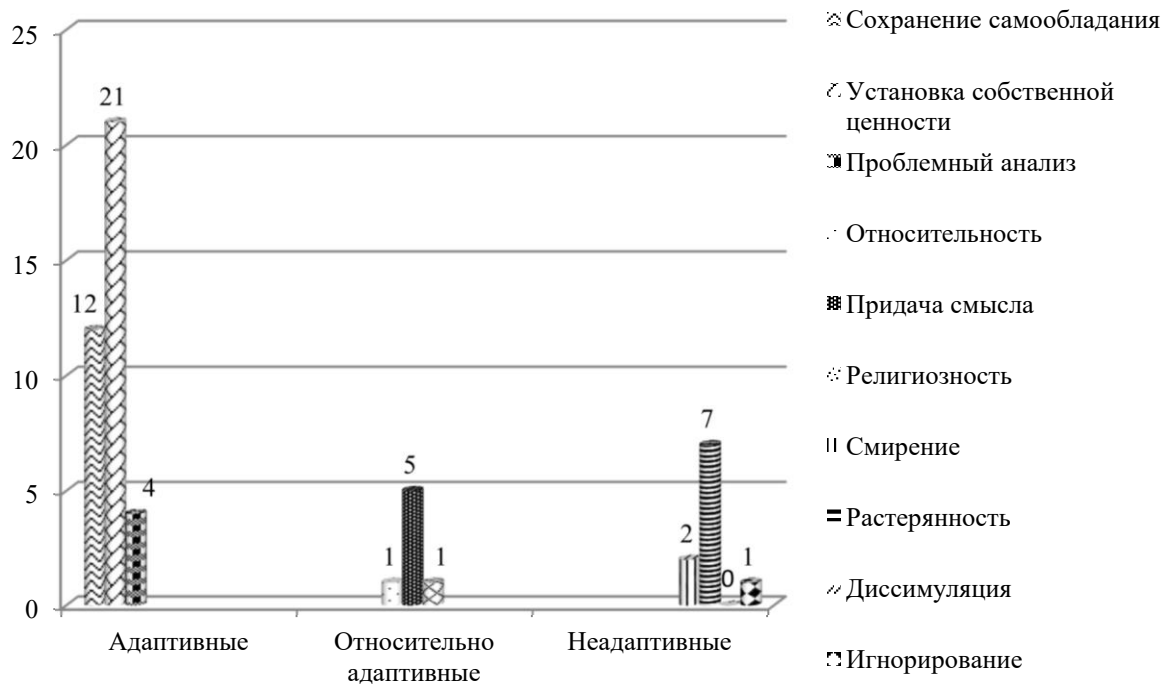 25
20
15
10
5
0
12
21
4
1
5
1
2
7
0
1
Адаптивные
Относительно
адаптивные
Неадаптивные
Сохранение самообладания
Установка собственной
ценности
Проблемный анализ
Относительность
Придача смысла
Религиозность
Смирение
Растерянность
Диссимуляция
Игнорирование